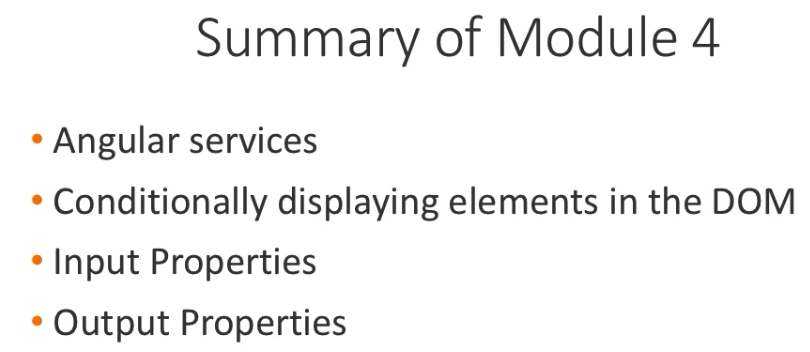 Summary of Module 4
• Angular services
• Conditionally displaying elements in the DOM
• Input Properties
• Output Properties